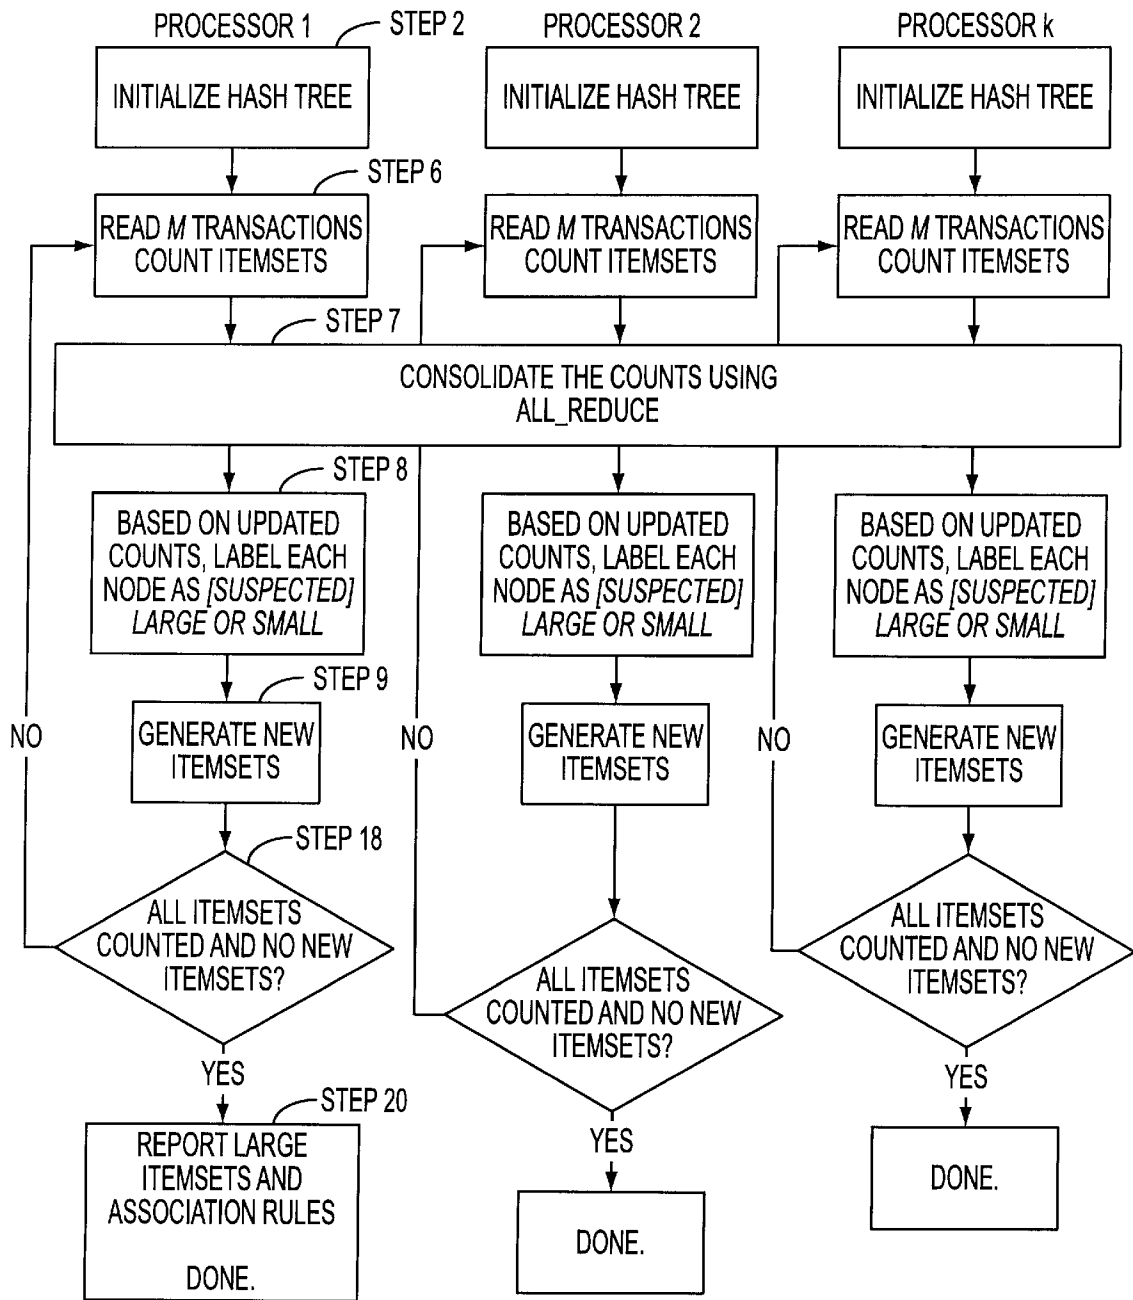 PROCESSOR 1
STEP 2
PROCESSOR 2
PROCESSOR k
INITIALIZE HASH TREE
INITIALIZE HASH TREE
INITIALIZE HASH TREE
STEP 6
READ M TRANSACTIONS
COUNT ITEMSETS
READ M TRANSACTIONS
COUNT ITEMSETS
READ M TRANSACTIONS
COUNT ITEMSETS
STEP 7
CONSOLIDATE THE COUNTS USING
ALL_REDUCE
STEP 8
BASED ON UPDATED
COUNTS, LABEL EACH
NODE AS [SUSPECTED]
LARGE OR SMALL
BASED ON UPDATED
COUNTS, LABEL EACH
NODE AS [SUSPECTED]
LARGE OR SMALL
BASED ON UPDATED
COUNTS, LABEL EACH
NODE AS [SUSPECTED]
LARGE OR SMALL
STEP 9
NO
GENERATE NEW
ITEMSETS
NO
GENERATE NEW
ITEMSETS
NO
GENERATE NEW
ITEMSETS
STEP 18
ALL ITEMSETS
COUNTED AND NO NEW
ITEMSETS?
ALL ITEMSETS
COUNTED AND NO NEW
ITEMSETS?
ALL ITEMSETS
COUNTED AND NO NEW
ITEMSETS?
YES
YES
YES
STEP 20
REPORT LARGE
ITEMSETS AND
ASSOCIATION RULES
DONE.
DONE.
DONE.